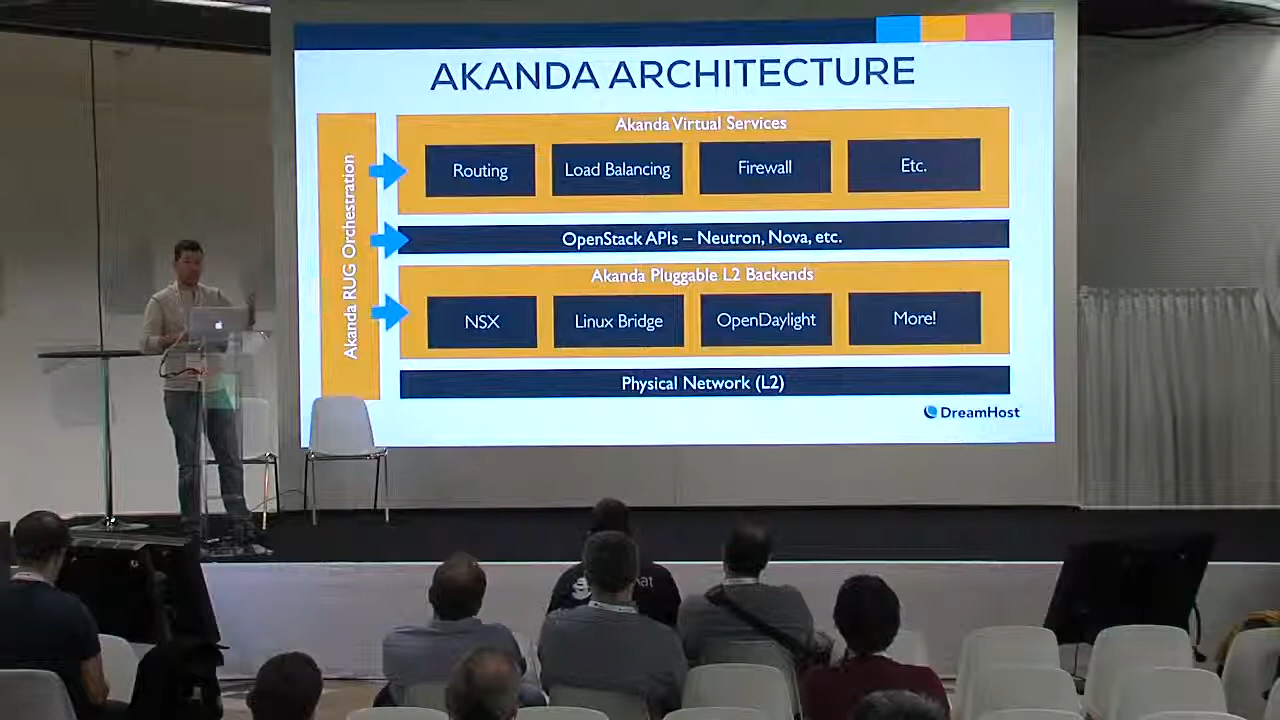 AKANDA ARCHITECTURE
Akanda RUG Orchestration
Akanda Virtual Services
Routing
Load Balancing
Firewall
Etc.
OpenStack APIs – Neutron, Nova, etc.
Akanda Pluggable L2 Backends
NSX
Linux Bridge
OpenDaylight
More!
Physical Network (L2)
DreamHost